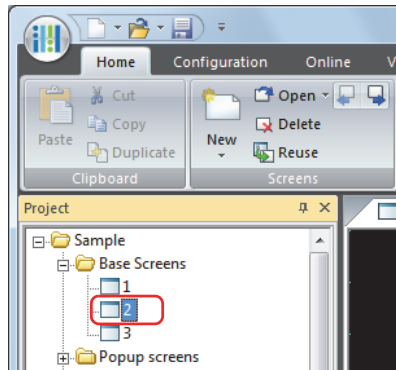 Home Configuration Online V
Cut
Copy
Paste
Duplicate
Clipboard
New
Open
Delete
Reuse
Screens
Project
Sample
Base Screens
1
2
3
Popup screens